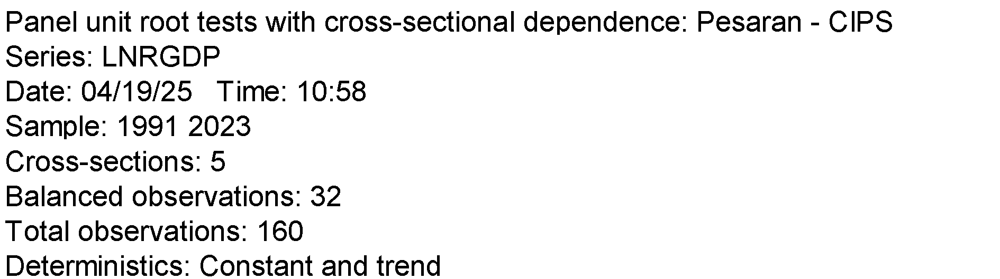 Panel unit root tests with cross-sectional dependence: Pesaran - CIPS
Series: LNRGDP
Date: 04/19/25   Time: 10:58
Sample: 1991 2023
Cross-sections: 5
Balanced observations: 32
Total observations: 160
Deterministics: Constant and trend